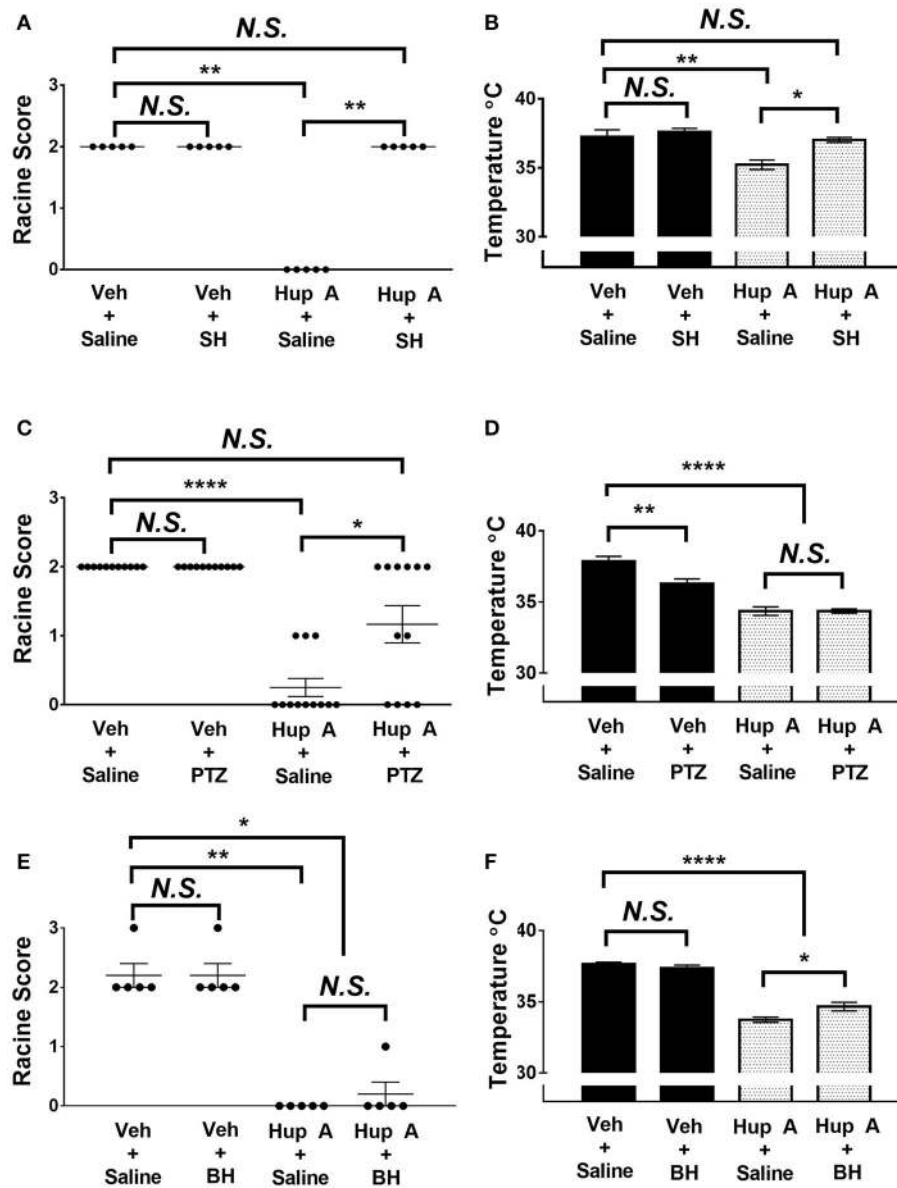 A
N.S.
**
N.S.
**
Racine Score
3
2
1
0
Veh + Saline
Veh + SH
Hup A + Saline
Hup A + SH
B
N.S.
**
N.S.
*
Temperature °C
40
35
30
Veh + Saline
Veh + SH
Hup A + Saline
Hup A + SH
C
N.S.
****
N.S.
*
Racine Score
3
2
1
0
Veh + Saline
Veh + PTZ
Hup A + Saline
Hup A + PTZ
D
****
**
N.S.
Temperature °C
40
35
30
Veh + Saline
Veh + PTZ
Hup A + Saline
Hup A + PTZ
E
*
**
N.S.
N.S.
Racine Score
3
2
1
0
Veh + Saline
Veh + BH
Hup A + Saline
Hup A + BH
F
****
N.S.
*
Temperature °C
40
35
30
Veh + Saline
Veh + BH
Hup A + Saline
Hup A + BH